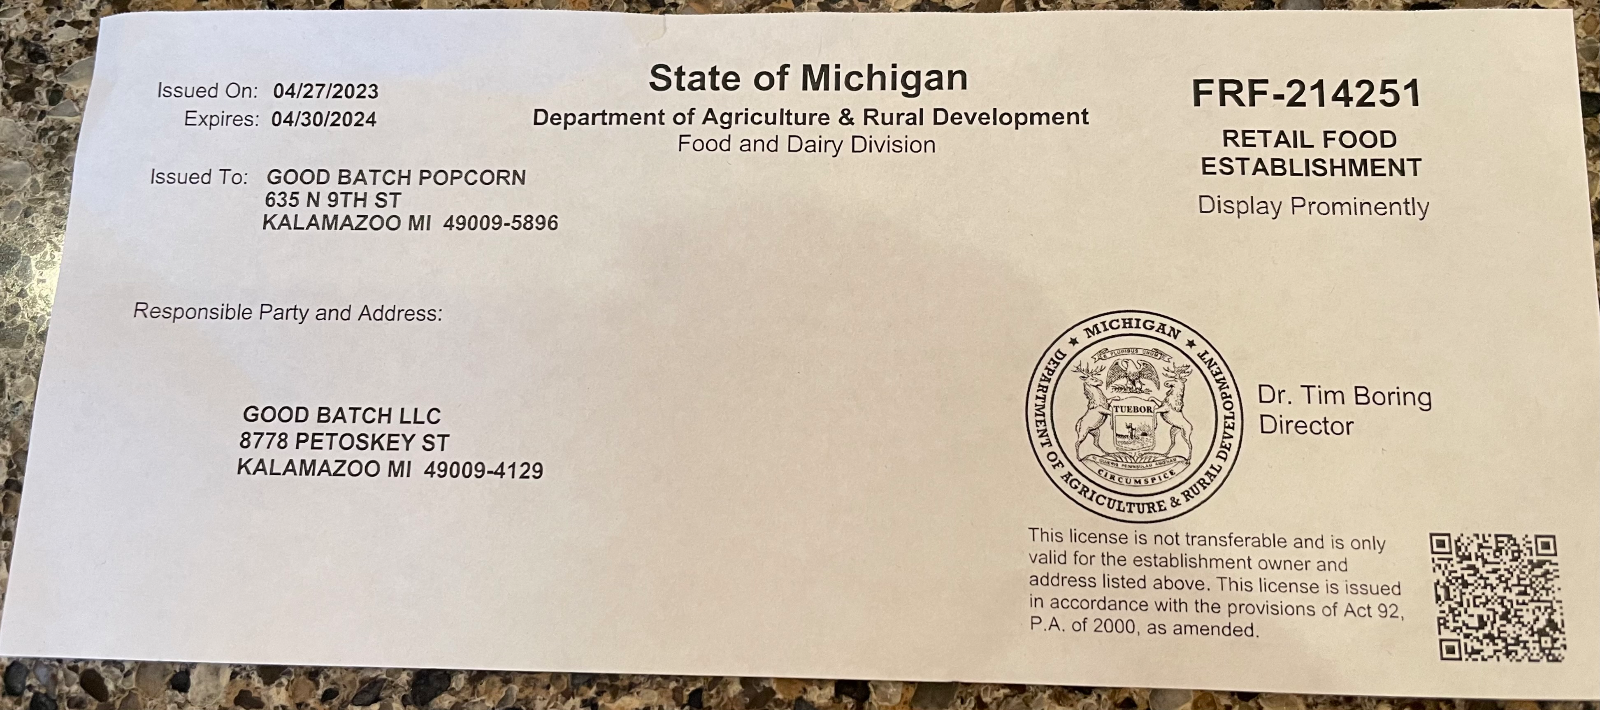 Issued On: 04/27/2023
Expires: 04/30/2024
State of Michigan
Department of Agriculture & Rural Development
Food and Dairy Division
FRF-214251
RETAIL FOOD
ESTABLISHMENT
Display Prominently
Issued To: GOOD BATCH POPCORN
635 N 9TH ST
KALAMAZOO MI 49009-5896
Responsible Party and Address:
GOOD BATCH LLC
8778 PETOSKEY ST
KALAMAZOO MI 49009-4129
★ MICHIGAN ★
DEPARTMENT OF AGRICULTURE & RURAL DEVELOPMENT
TUEBOR
CIRCUMSPICE
Dr. Tim Boring
Director
This license is not transferable and is only
valid for the establishment owner and
address listed above. This license is issued
in accordance with the provisions of Act 92,
P.A. of 2000, as amended.